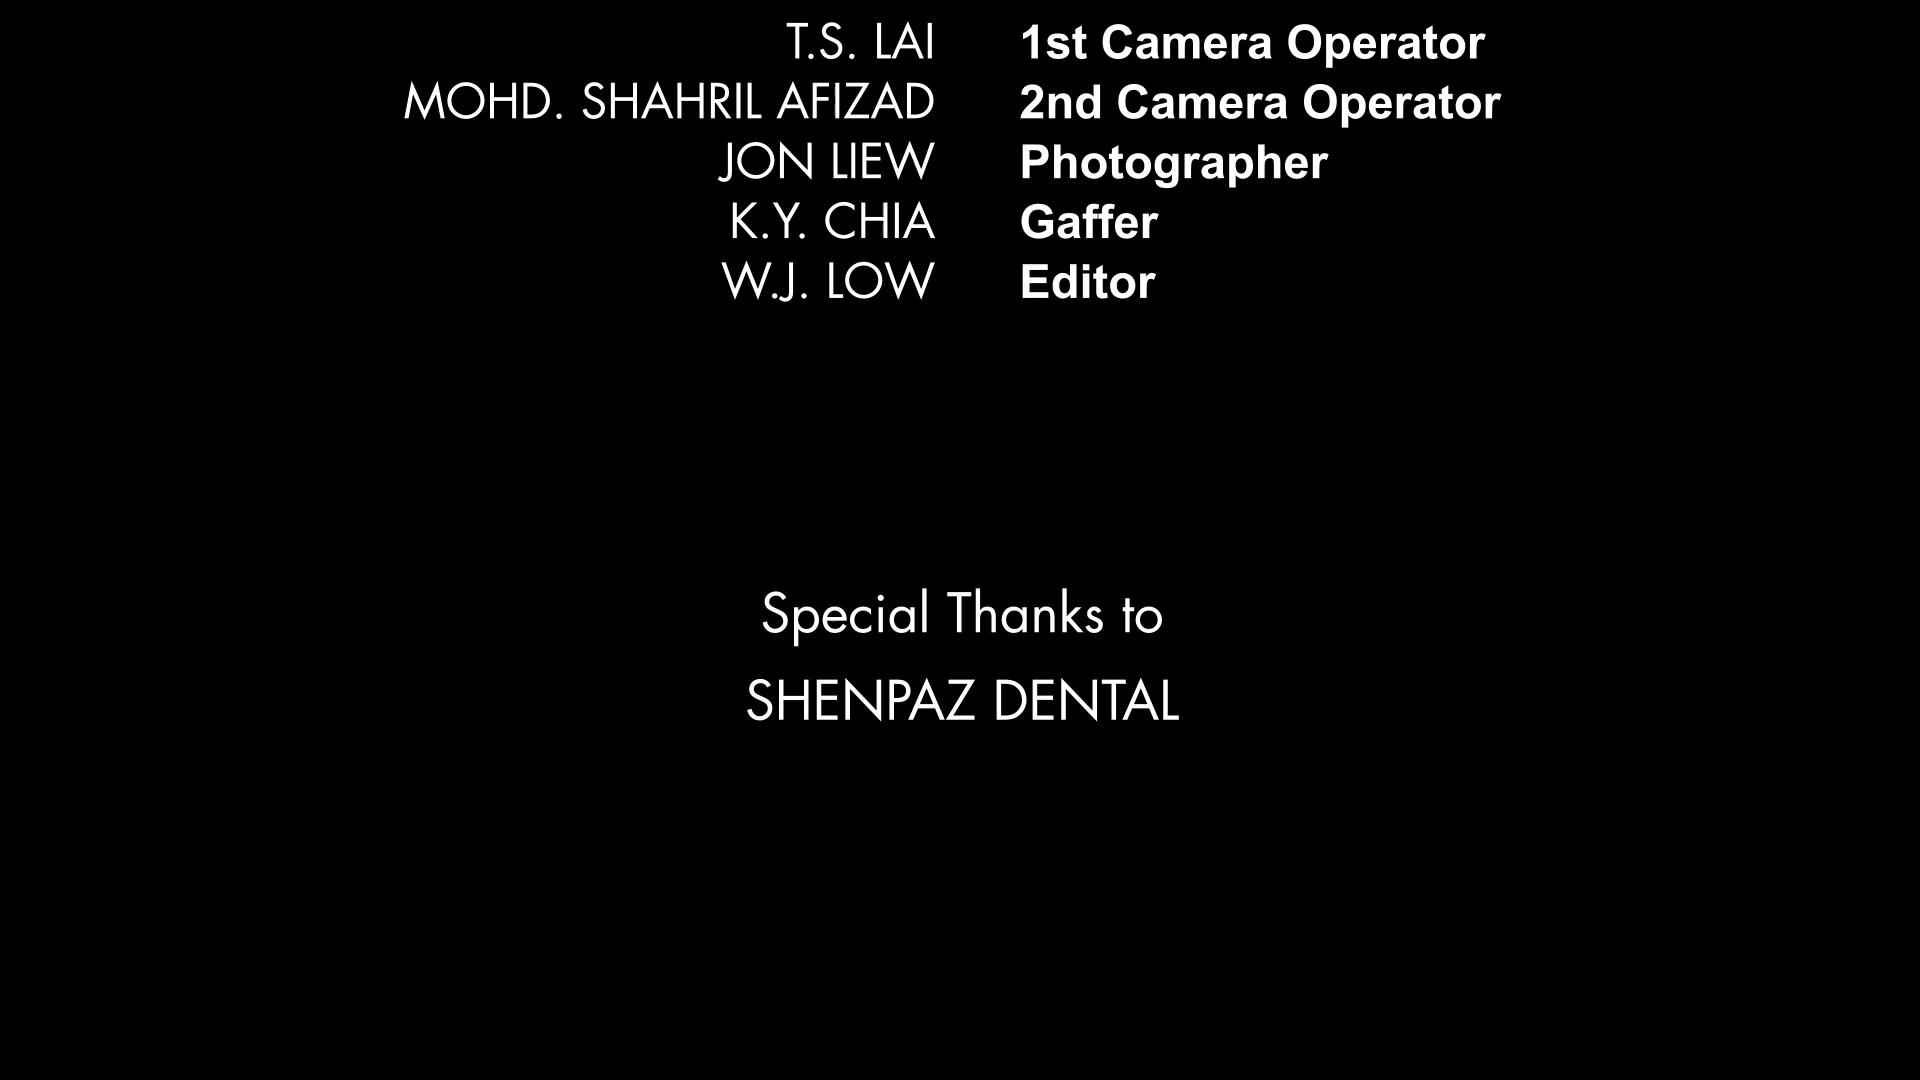 T.S. LAI 1st Camera Operator
MOHD. SHAHRIL AFIZAD 2nd Camera Operator
JON LIEW Photographer
K.Y. CHIA Gaffer
W.J. LOW Editor
Special Thanks to
SHENPAZ DENTAL